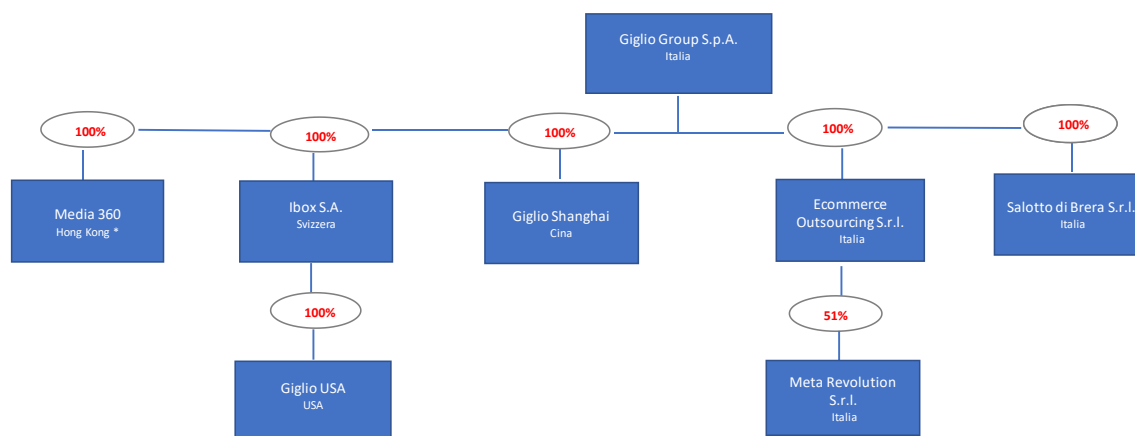 Giglio Group S.p.A.
Italia
100%
100%
100%
100%
100%
Media 360
Hong Kong *
Ibox S.A.
Svizzera
Giglio Shanghai
Cina
Ecommerce
Outsourcing S.r.l.
Italia
Salotto di Brera S.r.l.
Italia
100%
51%
Giglio USA
USA
Meta Revolution
S.r.l.
Italia